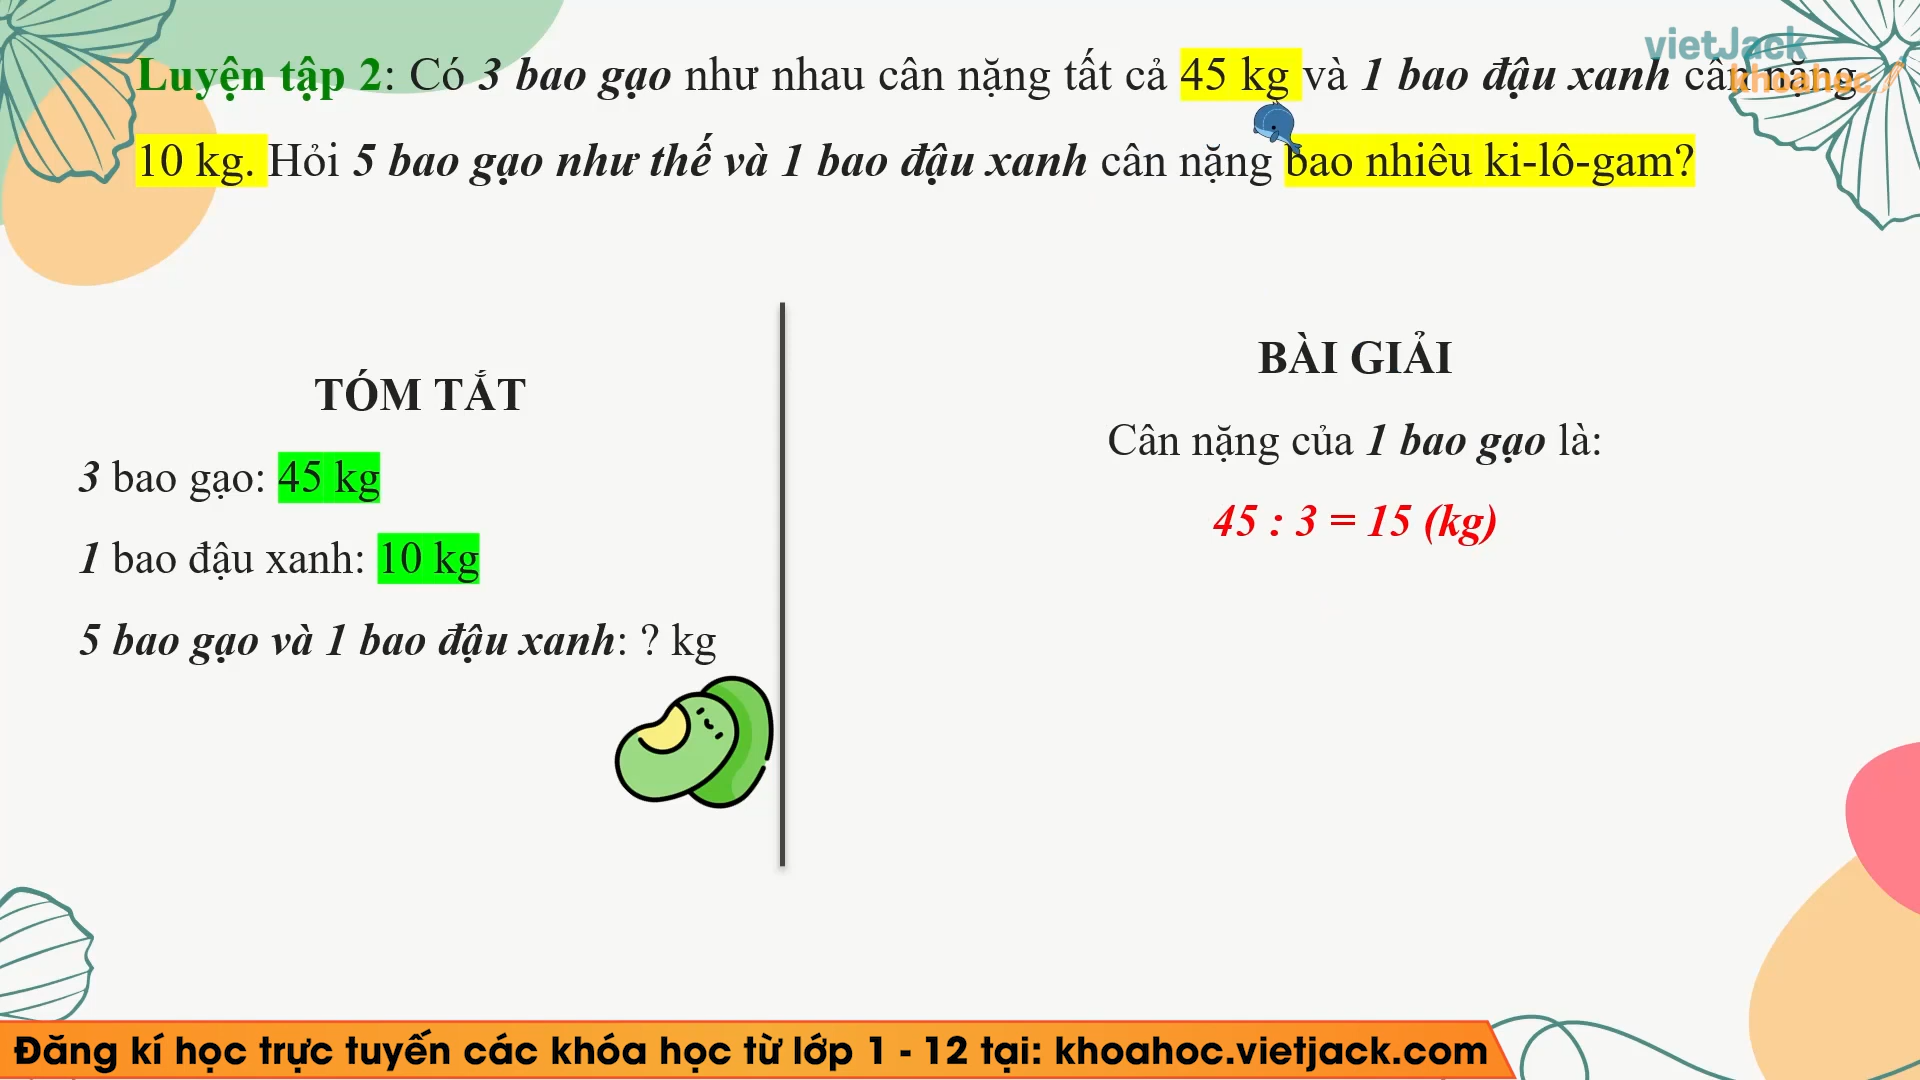 vietJack
khoahoc
Luyện tập 2: Có 3 bao gạo như nhau cân nặng tất cả 45 kg và 1 bao đậu xanh cân nặng
10 kg. Hỏi 5 bao gạo như thế và 1 bao đậu xanh cân nặng bao nhiêu ki-lô-gam?
TÓM TẮT
3 bao gạo: 45 kg
1 bao đậu xanh: 10 kg
5 bao gạo và 1 bao đậu xanh: ? kg
BÀI GIẢI
Cân nặng của 1 bao gạo là:
45 : 3 = 15 (kg)
Đăng kí học trực tuyến các khóa học từ lớp 1 - 12 tại: khoahoc.vietjack.com